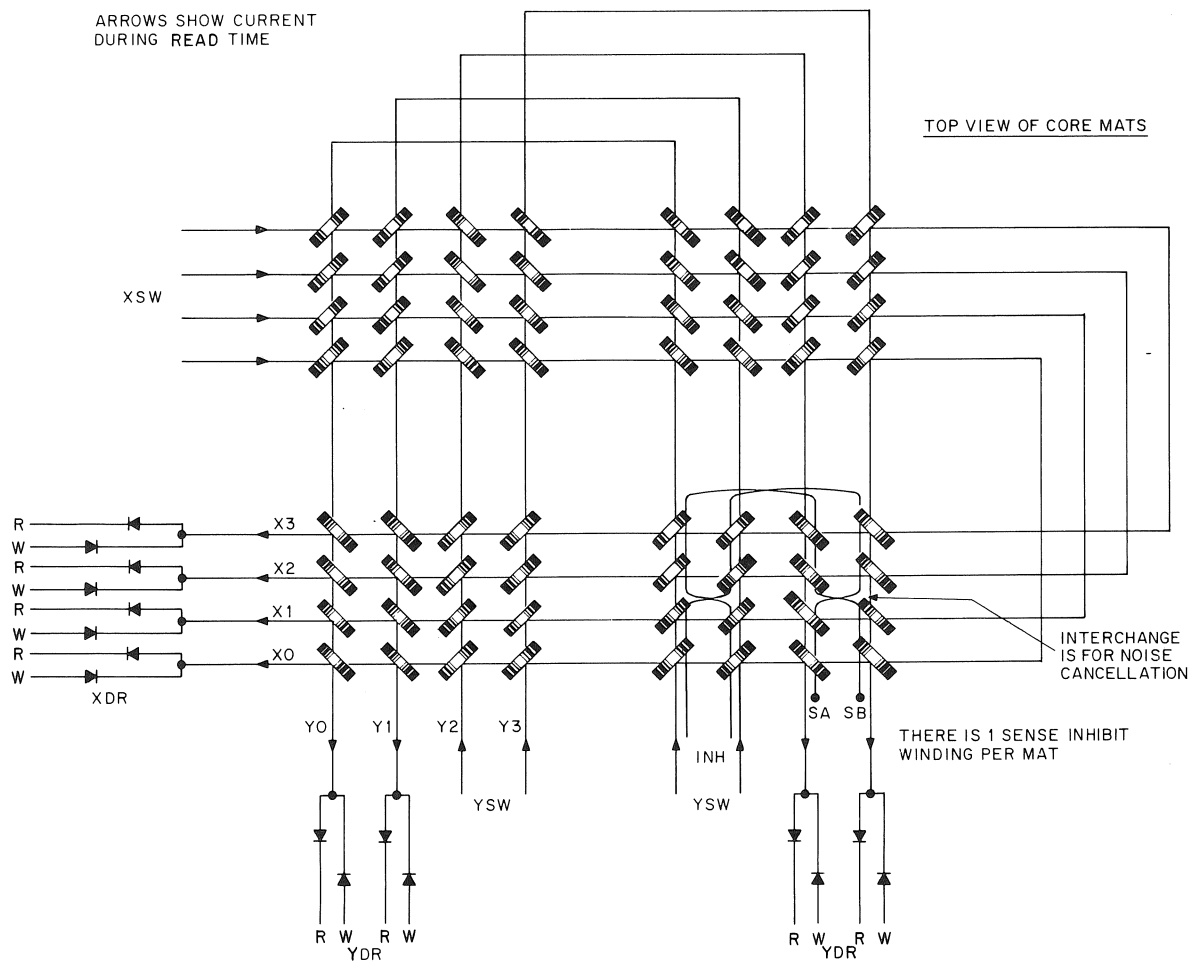 ARROWS SHOW CURRENT
DURING READ TIME
TOP VIEW OF CORE MATS
XSW
R
W
X3
R
W
X2
R
W
X1
R
W
X0
XDR
INTERCHANGE
IS FOR NOISE
CANCELLATION
SA SB
Y0 Y1 Y2 Y3
THERE IS 1 SENSE INHIBIT
WINDING PER MAT
INH
YSW
YSW
R W R W
YDR
R W R W
YDR